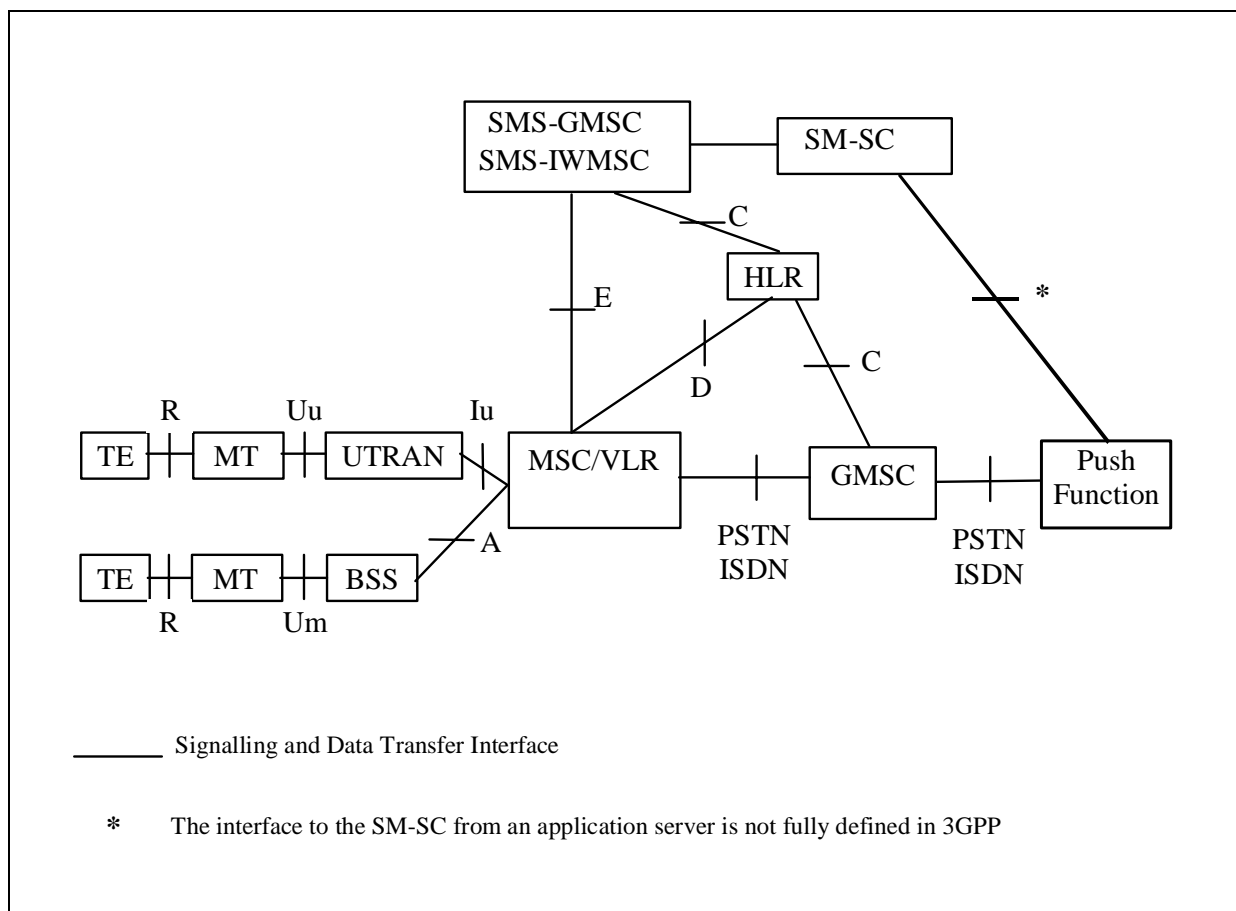 SMS-GMSC
SMS-IWMSC
SM-SC
C
HLR
E
*
D
C
R
Uu
Iu
TE
MT
UTRAN
MSC/VLR
GMSC
Push
Function
A
PSTN
ISDN
PSTN
ISDN
TE
MT
BSS
R
Um
Signalling and Data Transfer Interface
* The interface to the SM-SC from an application server is not fully defined in 3GPP